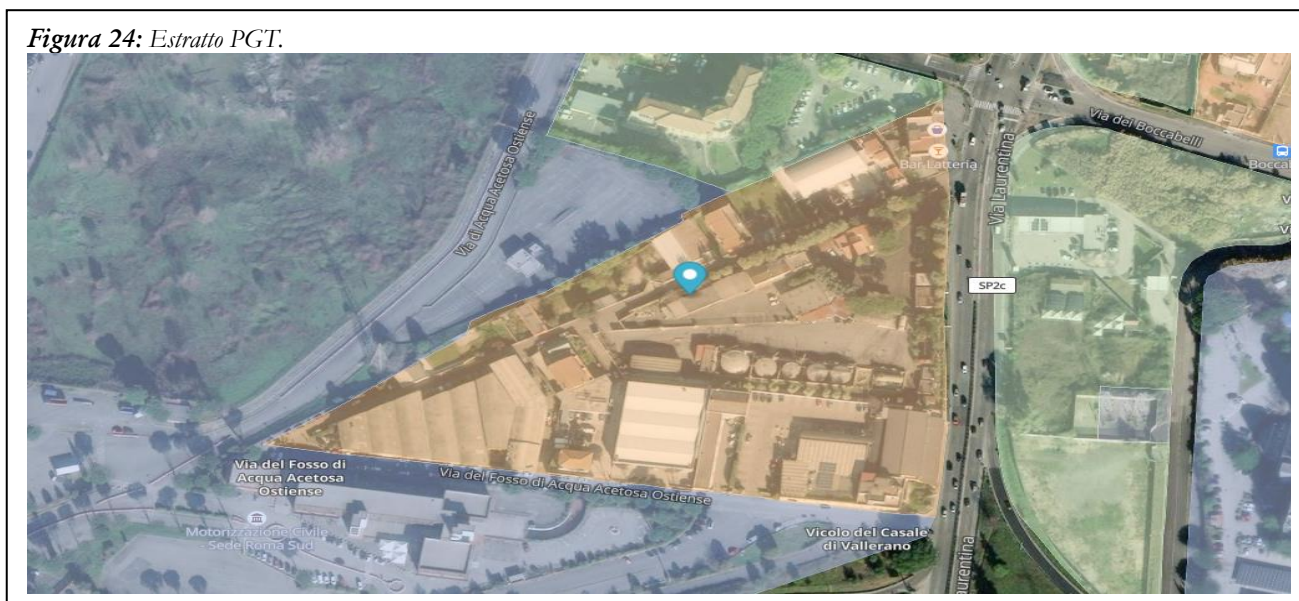 Figura 24: Estratto PGT.
Via di Acqua Acetosa Ostiense
Bar Latteria
Via Laurentina
Via dei Boccabelli
SP2c
Via del Fosso di
Acqua Acetosa
Ostiense
Via del Fosso di Acqua Acetosa Ostiense
Motorizzazione Civile
- Sede Roma Sud
Vicolo del Casale
di Vallerano